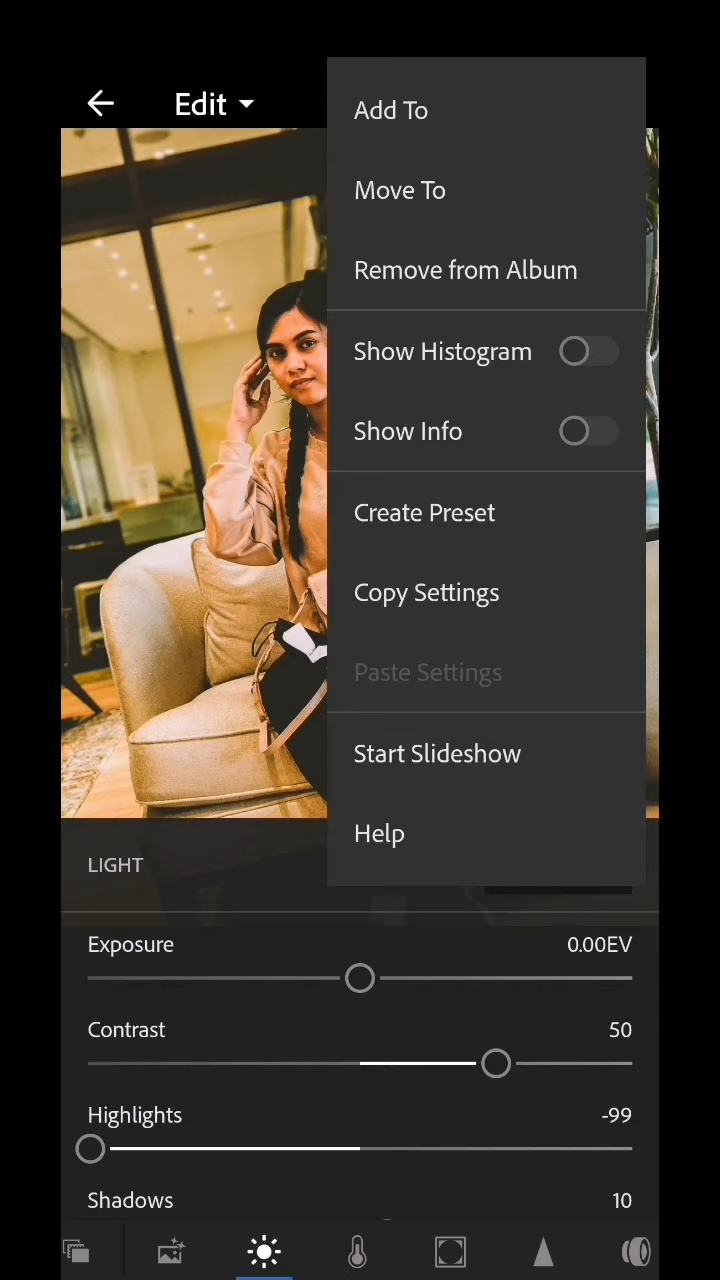 Edit
Add To
Move To
Remove from Album
Show Histogram
Show Info
Create Preset
Copy Settings
Paste Settings
Start Slideshow
Help
LIGHT
Exposure 0.00EV
Contrast 50
Highlights -99
Shadows 10